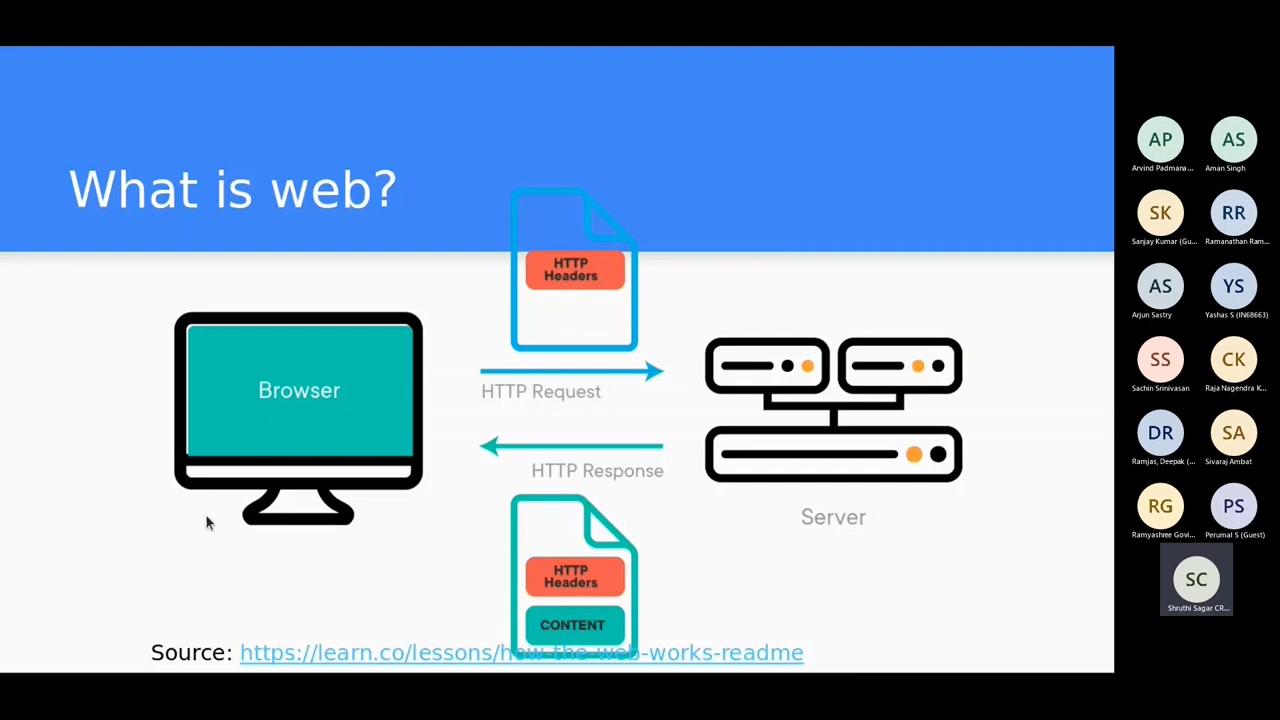 What is web?
HTTP
Headers
Browser
HTTP Request
HTTP Response
Server
HTTP
Headers
CONTENT
Source: https://learn.co/lessons/how-the-web-works-readme
AP
AS
Arvind Padmana...
Aman Singh
SK
RR
Sanjay Kumar (Gu...
Ramanathan Ram...
AS
YS
Arjun Sastry
Yashas S (IN68663)
SS
CK
Sachin Srinivasan
Raja Nagendra K...
DR
SA
Ramjas, Deepak (...
Sivaraj Ambat
RG
PS
Ramyashree Govi...
Perumal S (Guest)
SC
Shruthi Sagar CR...